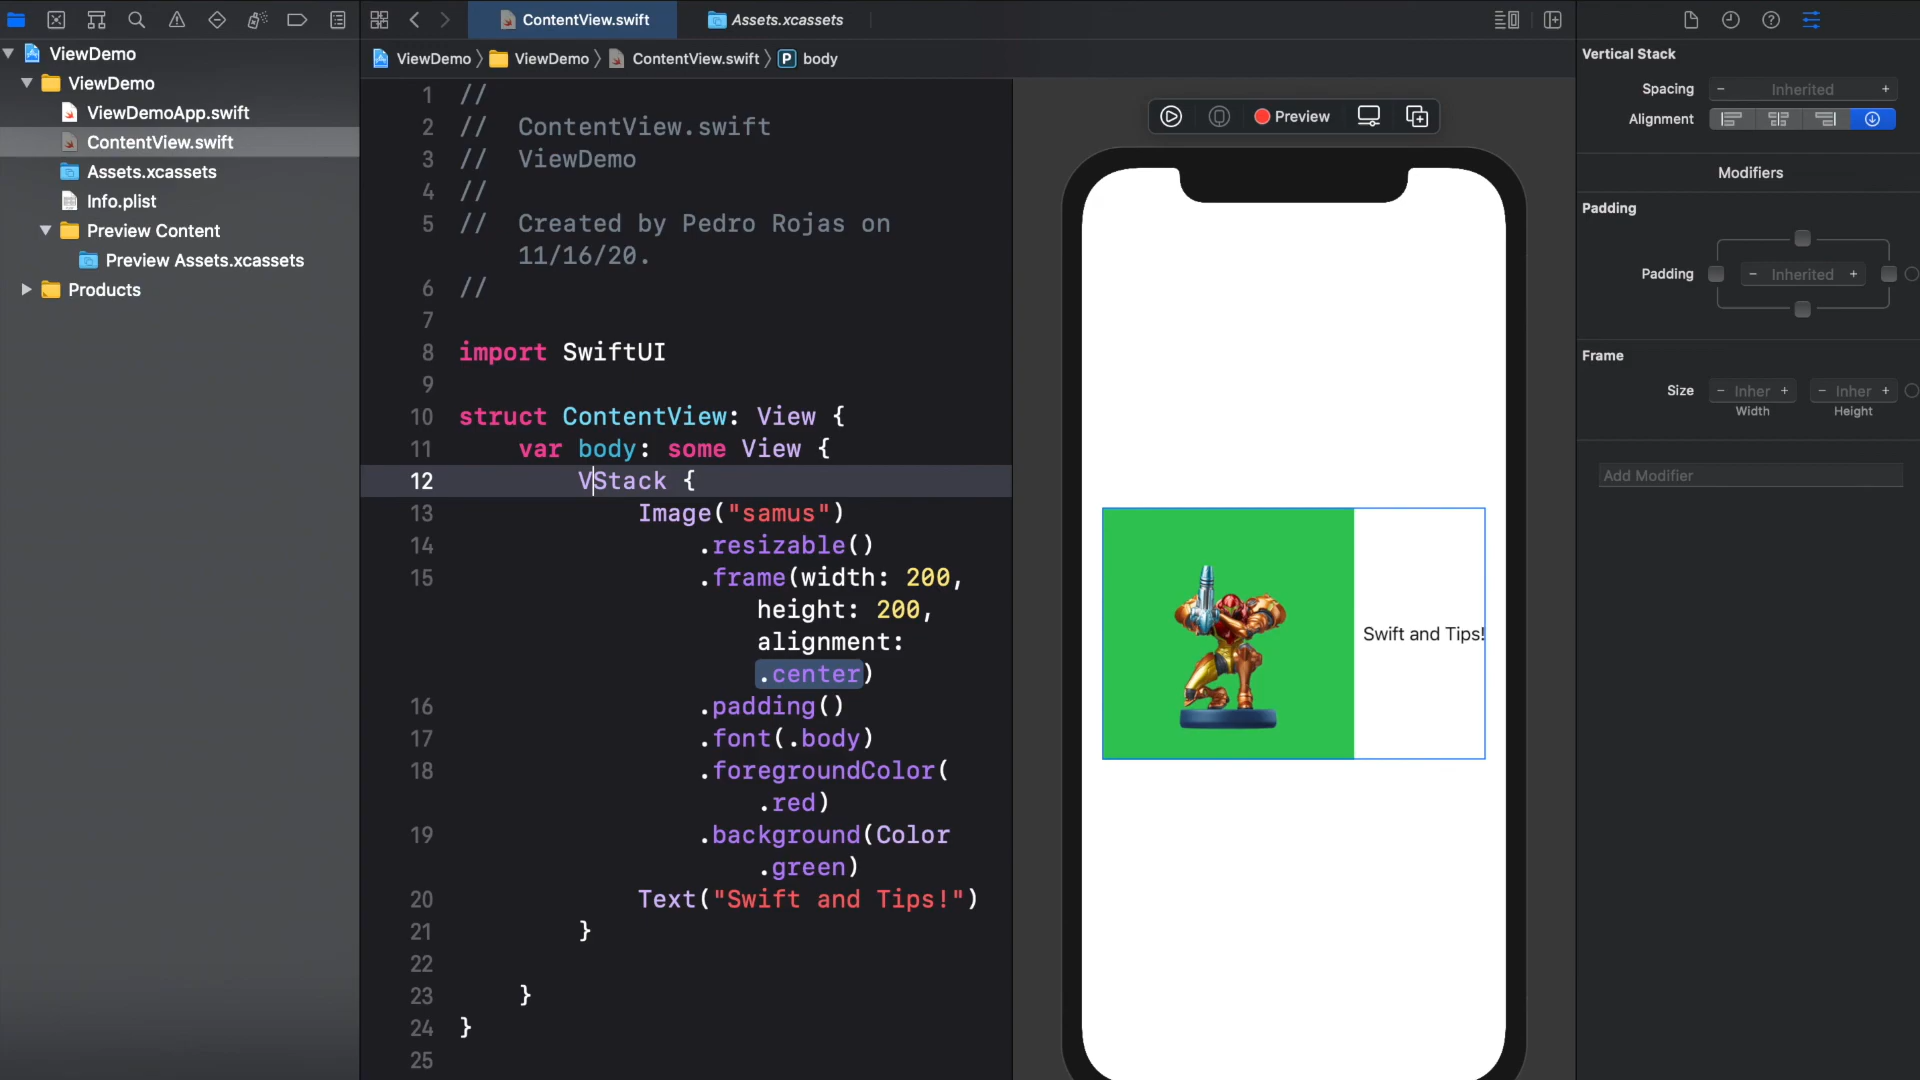 ContentView.swift
Assets.xcassets
ViewDemo
ViewDemo
ViewDemoApp.swift
ContentView.swift
Assets.xcassets
Info.plist
Preview Content
Preview Assets.xcassets
Products
ViewDemo ViewDemo ContentView.swift P body
1 //
2 // ContentView.swift
3 // ViewDemo
4 //
5 // Created by Pedro Rojas on
11/16/20.
6 //
7
8 import SwiftUI
9
10 struct ContentView: View {
11 var body: some View {
12 VStack {
13 Image("samus")
14 .resizable()
15 .frame(width: 200,
height: 200,
alignment:
.center)
16 .padding()
17 .font(.body)
18 .foregroundColor(
.red)
19 .background(Color
.green)
20 Text("Swift and Tips!")
21 }
22
23 }
24 }
25
Preview
Swift and Tips!
Vertical Stack
Spacing − Inherited +
Alignment
Modifiers
Padding
Padding − Inherited +
Frame
Size − Inher + − Inher +
Width Height
Add Modifier